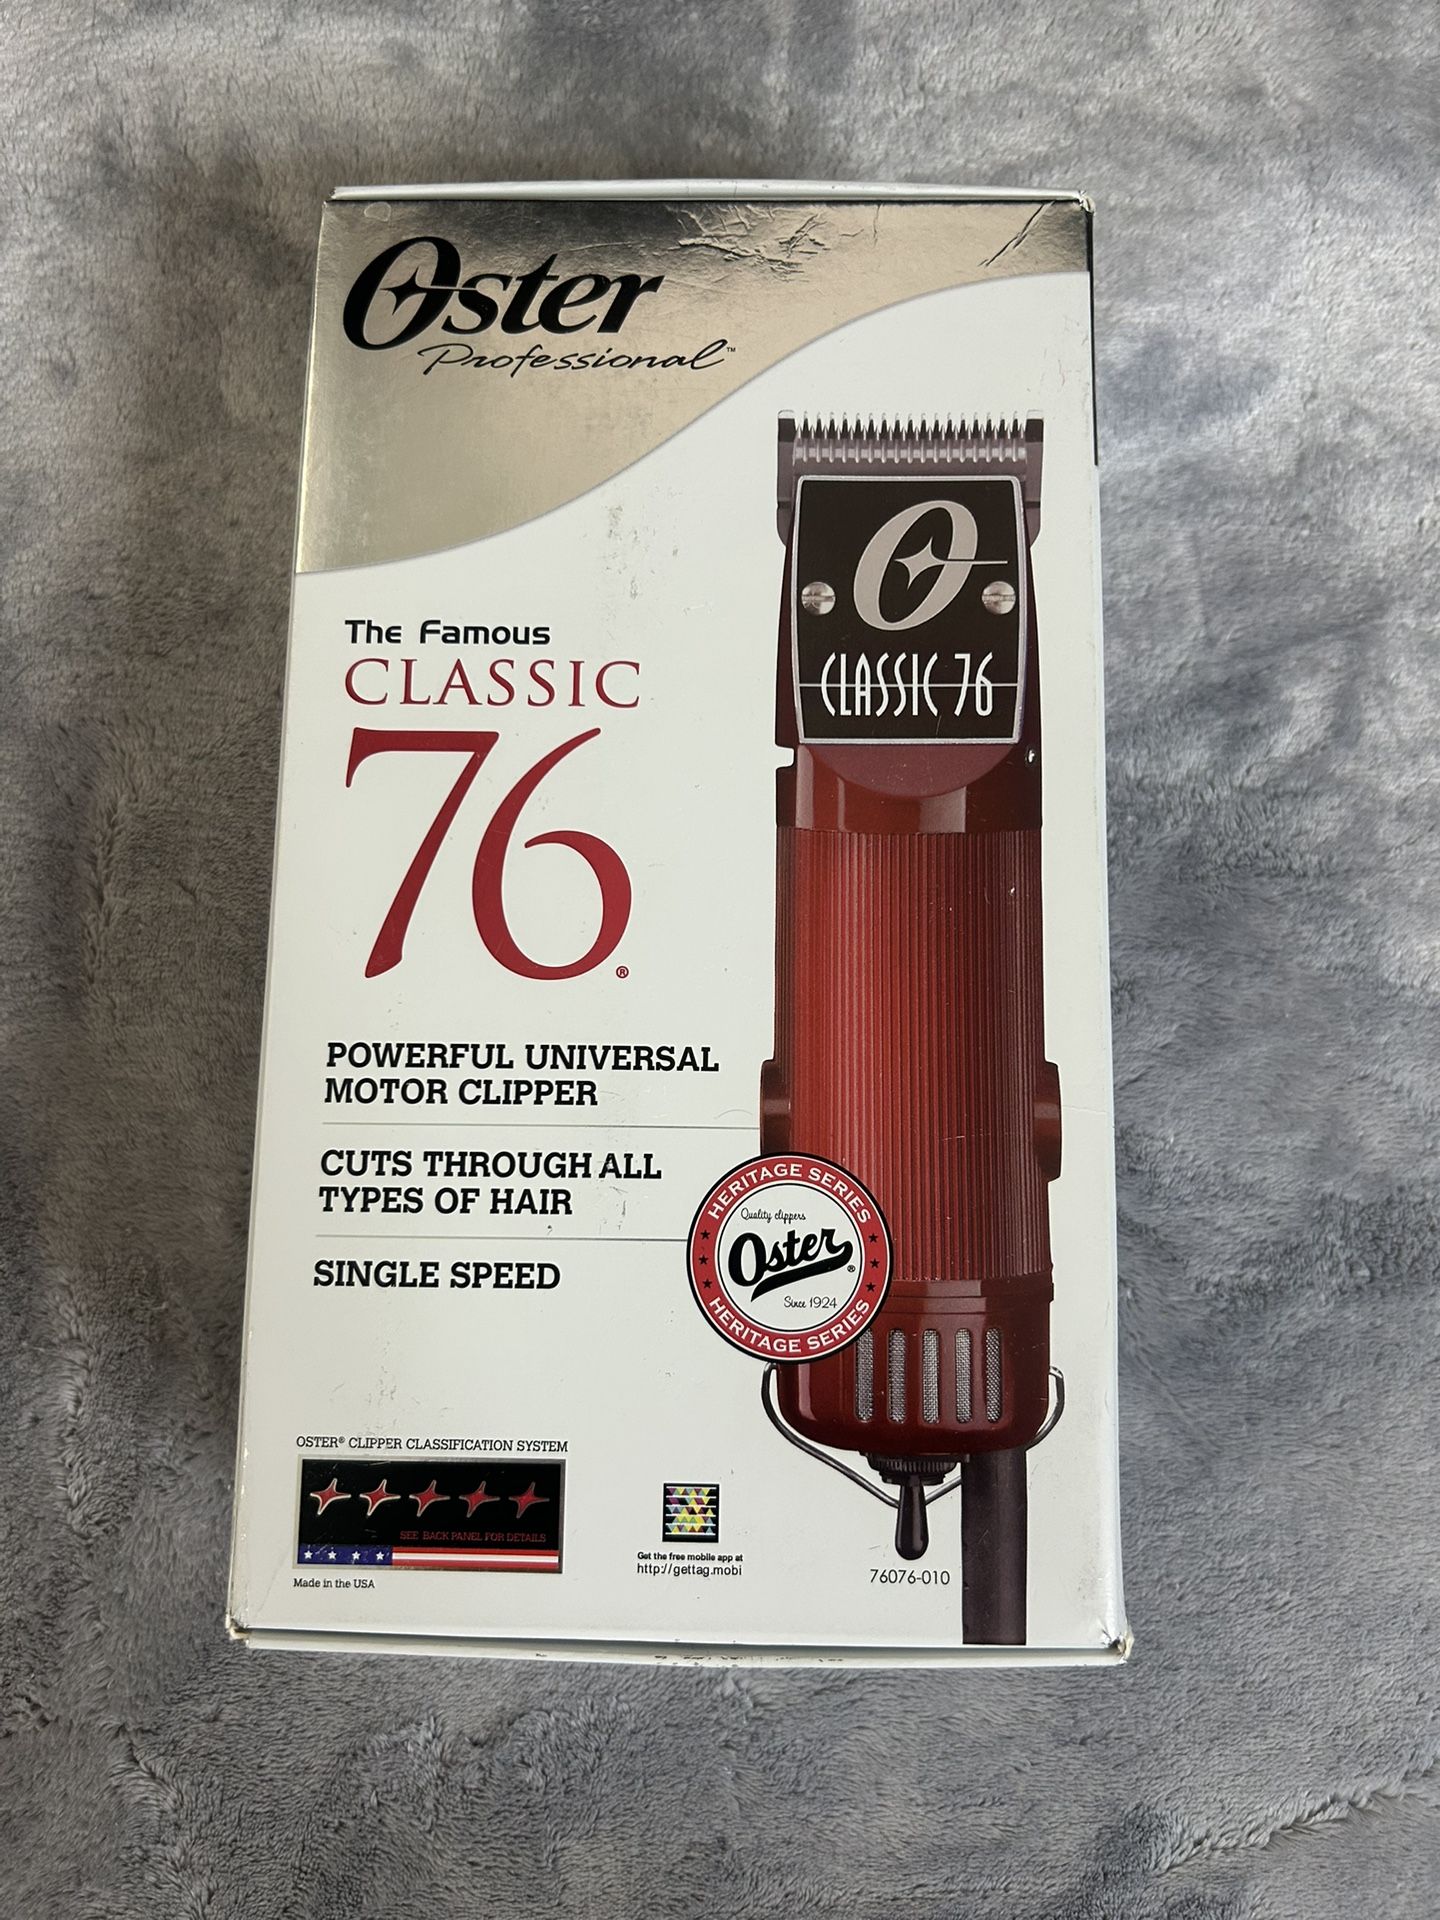 Oster
Professional™
The Famous
CLASSIC
76®
POWERFUL UNIVERSAL
MOTOR CLIPPER
CUTS THROUGH ALL
TYPES OF HAIR
SINGLE SPEED
O
CLASSIC 76
HERITAGE SERIES
Quality clippers
Oster®
Since 1924
HERITAGE SERIES
OSTER® CLIPPER CLASSIFICATION SYSTEM
SEE BACK PANEL FOR DETAILS
Made in the USA
Get the free mobile app at
http://gettag.mobi
76076-010